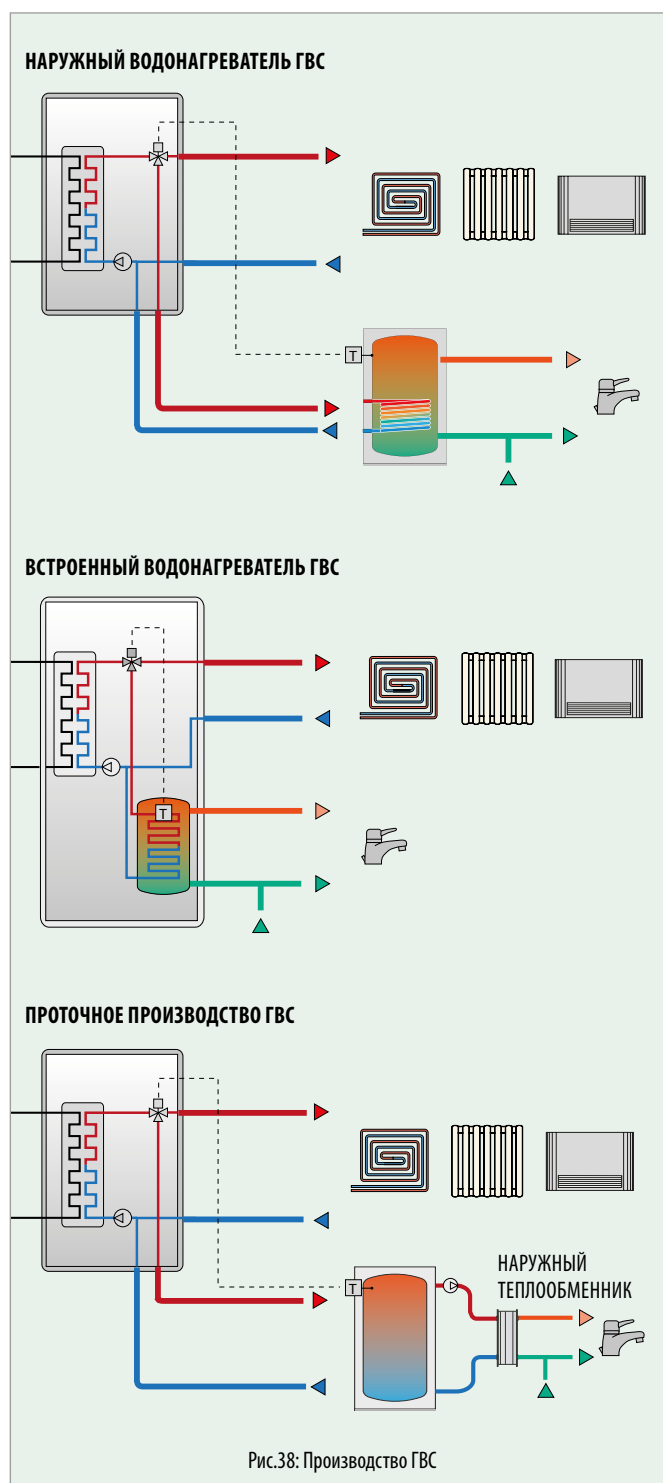 НАРУЖНЫЙ ВОДОНАГРЕВАТЕЛЬ ГВС
T
ВСТРОЕННЫЙ ВОДОНАГРЕВАТЕЛЬ ГВС
T
ПРОТОЧНОЕ ПРОИЗВОДСТВО ГВС
НАРУЖНЫЙ
ТЕПЛООБМЕННИК
T
Рис.38: Производство ГВС